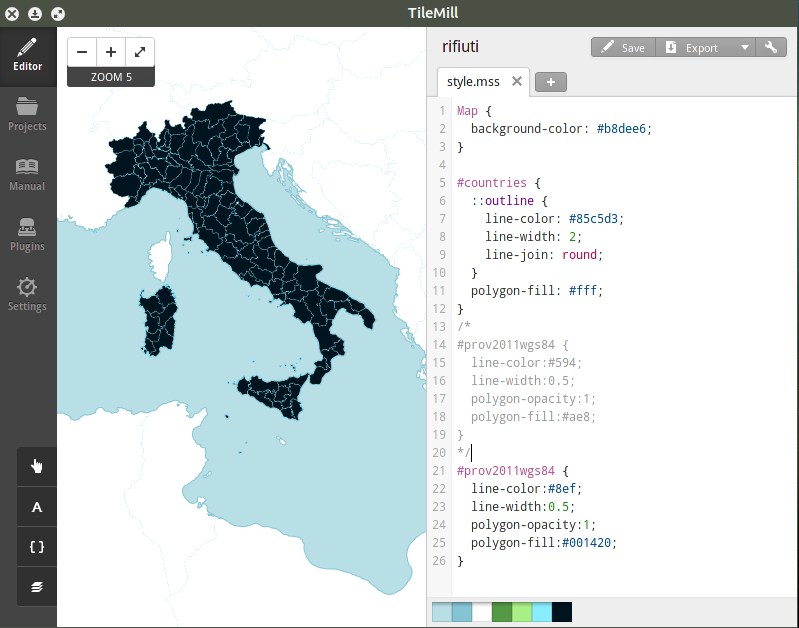 TileMill
Editor
Projects
Manual
Plugins
Settings
ZOOM 5
A
{ }
rifiuti
Save
Export
style.mss
1 Map {
2 background-color: #b8dee6;
3 }
4
5 #countries {
6 ::outline {
7 line-color: #85c5d3;
8 line-width: 2;
9 line-join: round;
10 }
11 polygon-fill: #fff;
12 }
13 /*
14 #prov2011wgs84 {
15 line-color:#594;
16 line-width:0.5;
17 polygon-opacity:1;
18 polygon-fill:#ae8;
19 }
20 */
21 #prov2011wgs84 {
22 line-color:#8ef;
23 line-width:0.5;
24 polygon-opacity:1;
25 polygon-fill:#001420;
26 }